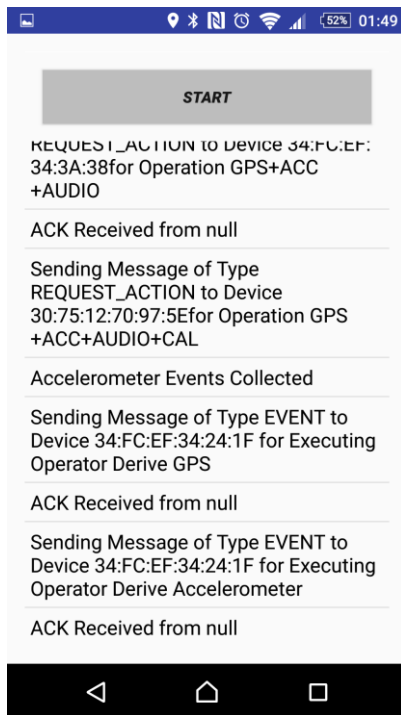 52% 01:49
START
REQUEST_ACTION to Device 34:FC:EF:
34:3A:38for Operation GPS+ACC
+AUDIO
ACK Received from null
Sending Message of Type
REQUEST_ACTION to Device
30:75:12:70:97:5Efor Operation GPS
+ACC+AUDIO+CAL
Accelerometer Events Collected
Sending Message of Type EVENT to
Device 34:FC:EF:34:24:1F for Executing
Operator Derive GPS
ACK Received from null
Sending Message of Type EVENT to
Device 34:FC:EF:34:24:1F for Executing
Operator Derive Accelerometer
ACK Received from null